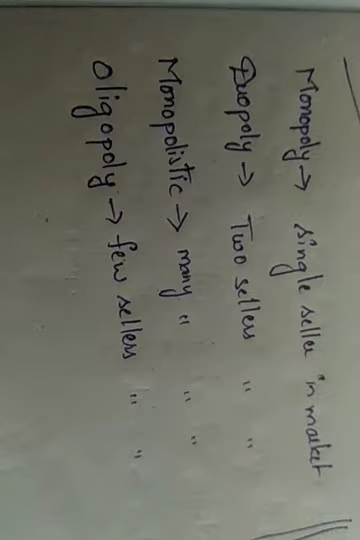 Monopoly → single seller in market
Duopoly → Two sellers " "
Monopolistic → many " " "
Oligopoly → few sellers " "